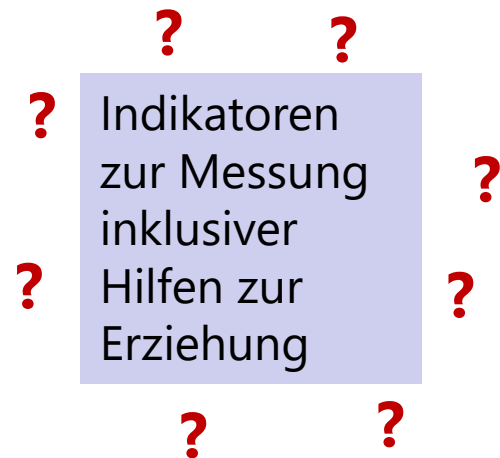 ? ?
?
Indikatoren
zur Messung
?
inklusiver
Hilfen zur
? ?
Erziehung
? ?